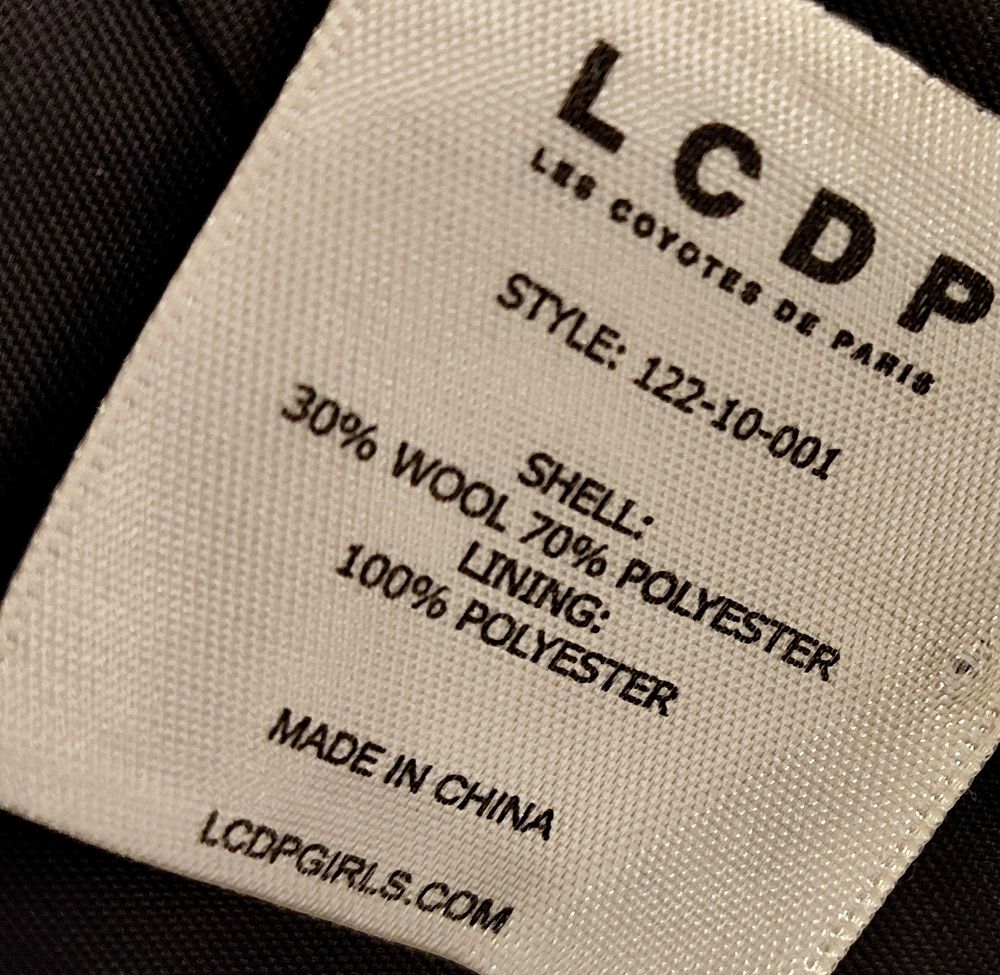 LCDP
LES COYOTES DE PARIS
STYLE: 122-10-001
SHELL:
30% WOOL 70% POLYESTER
LINING:
100% POLYESTER
MADE IN CHINA
LCDPGIRLS.COM